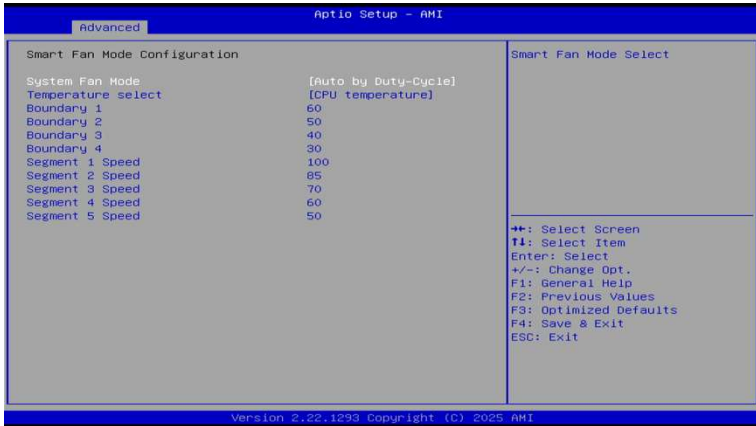 Aptio Setup - AMI
Advanced
Smart Fan Mode Configuration
Smart Fan Mode Select
System Fan Mode [Auto by Duty-Cycle]
Temperature select [CPU temperature]
Boundary 1 60
Boundary 2 50
Boundary 3 40
Boundary 4 30
Segment 1 Speed 100
Segment 2 Speed 85
Segment 3 Speed 70
Segment 4 Speed 60
Segment 5 Speed 50
→←: Select Screen
↑↓: Select Item
Enter: Select
+/-: Change Opt.
F1: General Help
F2: Previous Values
F3: Optimized Defaults
F4: Save & Exit
ESC: Exit
Version 2.22.1293 Copyright (C) 2025 AMI